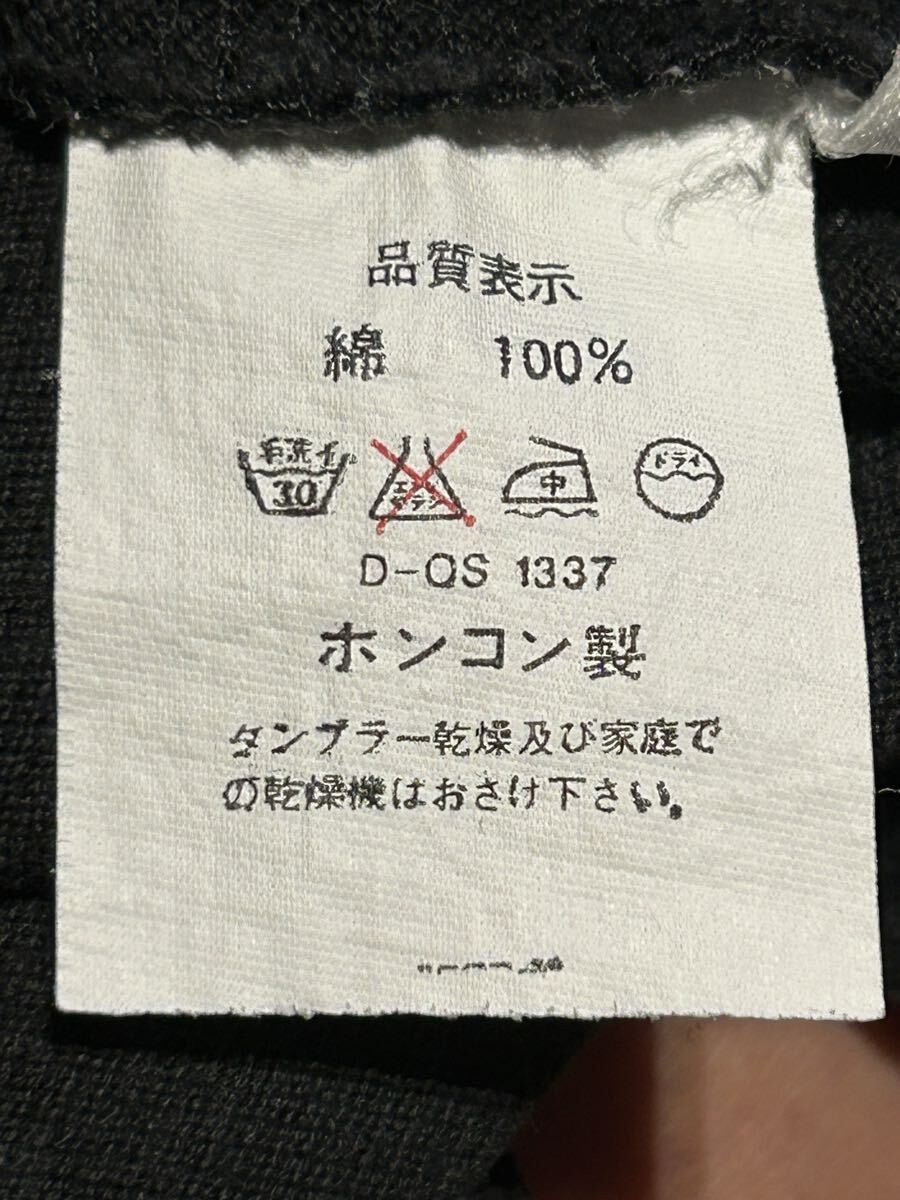 品質表示
綿 100%
手洗イ 30 エンソサラシ 中 ドライ
D-QS 1337
ホンコン製
タンブラー乾燥及び家庭で
の乾燥機はおさけ下さい。